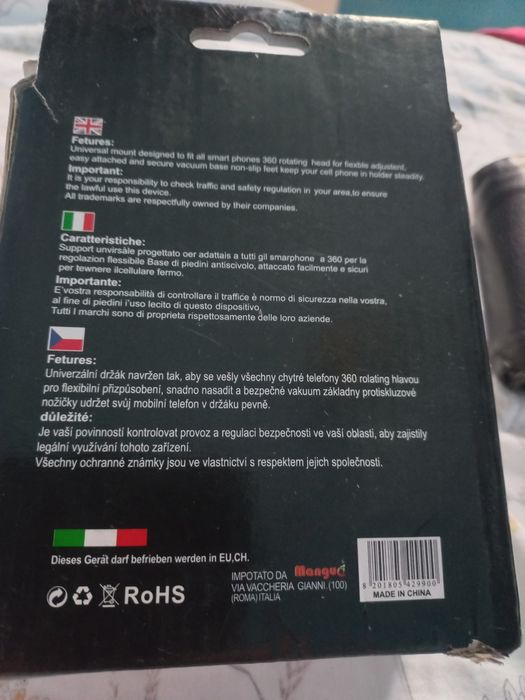 Fetures:
Universal mount designed to fit all smart phones 360 rotating head for flexble adjustent,
easy attached and secure vacuum base non-slip feet keep your cell phone in holder steadity.
Important:
It is your responsibility to check traffic and safety regulation in your area,to ensure
the lawful use this device.
All trademarks are respectfully owned by their companies.
Caratteristiche:
Support unvirsàle progettato oer adattais a tutti gil smarphone a 360 per la
regolazion flessibile Base di piedini antiscivolo, attaccato facilmente e sicuri
per tewnere ilcellulare fermo.
Importante:
E'vostra responsabilità di controllare il traffice è normo di sicurezza nella vostra,
al fine di piedini i'uso lecito di questo dispositivo,
Tutti I marchi sono di proprieta rispettosamente delle loro aziende.
Fetures:
Univerzální držák navržen tak, aby se vešly všechny chytré telefony 360 rolating hlavou
pro flexibilní přizpůsobení, snadno nasadit a bezpečné vakuum základny protiskluzové
nožičky udržet svůj mobilní telefon v držáku pevně.
důležité:
Je vaší povinností kontrolovat provoz a regulaci bezpečnosti ve vaší oblasti, aby zajistily
legální využívání tohoto zařízení.
Všechny ochranné známky jsou ve vlastnictví s respektem jejich společnosti.
Dieses Gerät darf befrieben werden in EU,CH.
RoHS
IMPOTATO DA Mangud
VIA VACCHERIA GIANNI.(100)
(ROMA) ITALIA
8 201805 429900
MADE IN CHINA